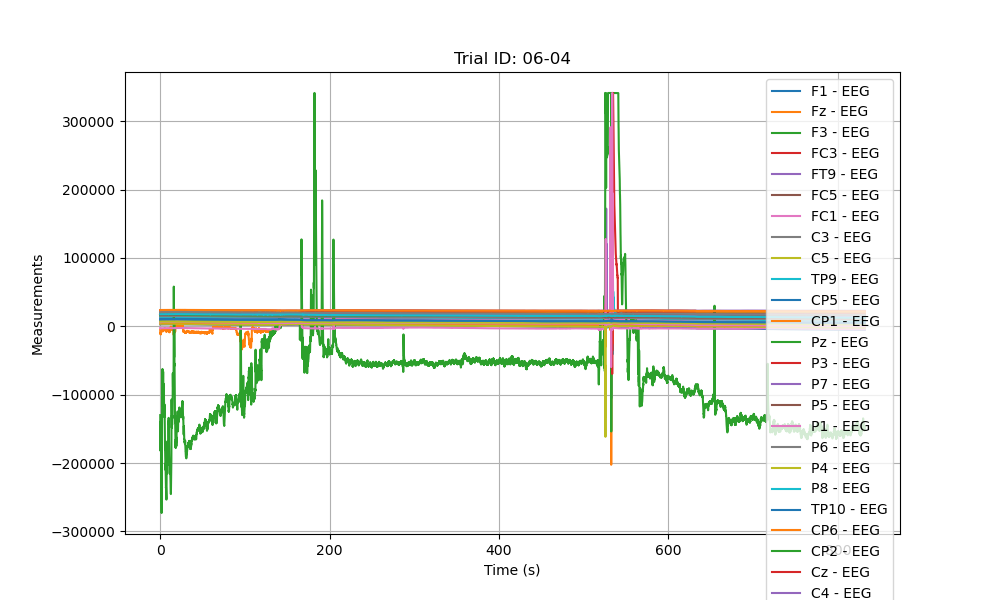 Trial ID: 06-04
Measurements
300000
200000
100000
0
−100000
−200000
−300000
0
200
400
600
800
Time (s)
F1 - EEG
Fz - EEG
F3 - EEG
FC3 - EEG
FT9 - EEG
FC5 - EEG
FC1 - EEG
C3 - EEG
C5 - EEG
TP9 - EEG
CP5 - EEG
CP1 - EEG
Pz - EEG
P3 - EEG
P7 - EEG
P5 - EEG
P1 - EEG
P6 - EEG
P4 - EEG
P8 - EEG
TP10 - EEG
CP6 - EEG
CP2 - EEG
Cz - EEG
C4 - EEG